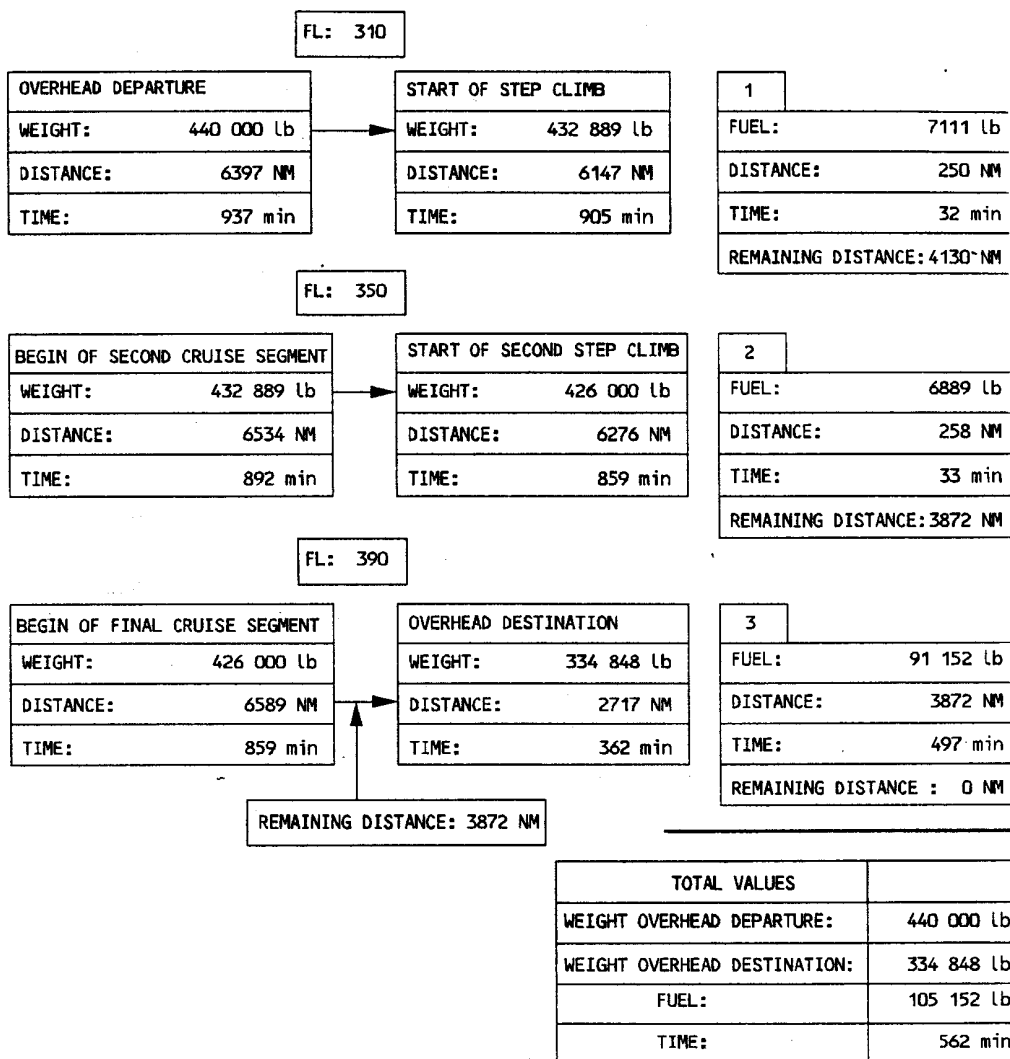 FL: 310
OVERHEAD DEPARTURE
WEIGHT: 440 000 lb
DISTANCE: 6397 NM
TIME: 937 min
START OF STEP CLIMB
WEIGHT: 432 889 lb
DISTANCE: 6147 NM
TIME: 905 min
1
FUEL: 7111 lb
DISTANCE: 250 NM
TIME: 32 min
REMAINING DISTANCE: 4130 NM
FL: 350
BEGIN OF SECOND CRUISE SEGMENT
WEIGHT: 432 889 lb
DISTANCE: 6534 NM
TIME: 892 min
START OF SECOND STEP CLIMB
WEIGHT: 426 000 lb
DISTANCE: 6276 NM
TIME: 859 min
2
FUEL: 6889 lb
DISTANCE: 258 NM
TIME: 33 min
REMAINING DISTANCE: 3872 NM
FL: 390
BEGIN OF FINAL CRUISE SEGMENT
WEIGHT: 426 000 lb
DISTANCE: 6589 NM
TIME: 859 min
OVERHEAD DESTINATION
WEIGHT: 334 848 lb
DISTANCE: 2717 NM
TIME: 362 min
3
FUEL: 91 152 lb
DISTANCE: 3872 NM
TIME: 497 min
REMAINING DISTANCE : 0 NM
REMAINING DISTANCE: 3872 NM
TOTAL VALUES
WEIGHT OVERHEAD DEPARTURE: 440 000 lb
WEIGHT OVERHEAD DESTINATION: 334 848 lb
FUEL: 105 152 lb
TIME: 562 min